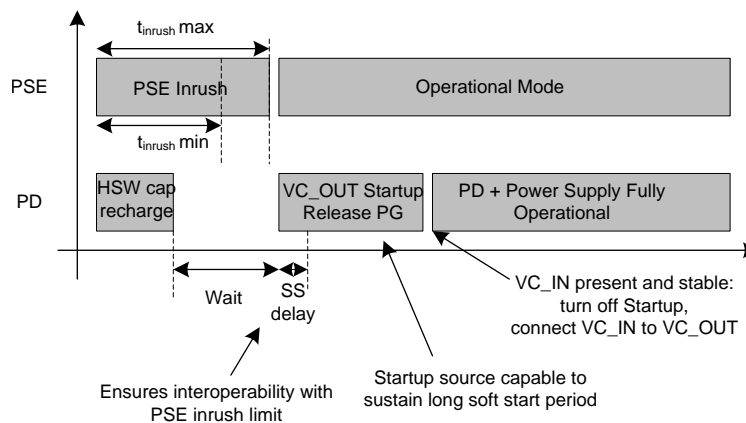 tinrush max
PSE
PSE Inrush
Operational Mode
tinrush min
PD
HSW cap
recharge
VC_OUT Startup
Release PG
PD + Power Supply Fully
Operational
Wait
SS
delay
VC_IN present and stable:
turn off Startup,
connect VC_IN to VC_OUT
Ensures interoperability with
PSE inrush limit
Startup source capable to
sustain long soft start period